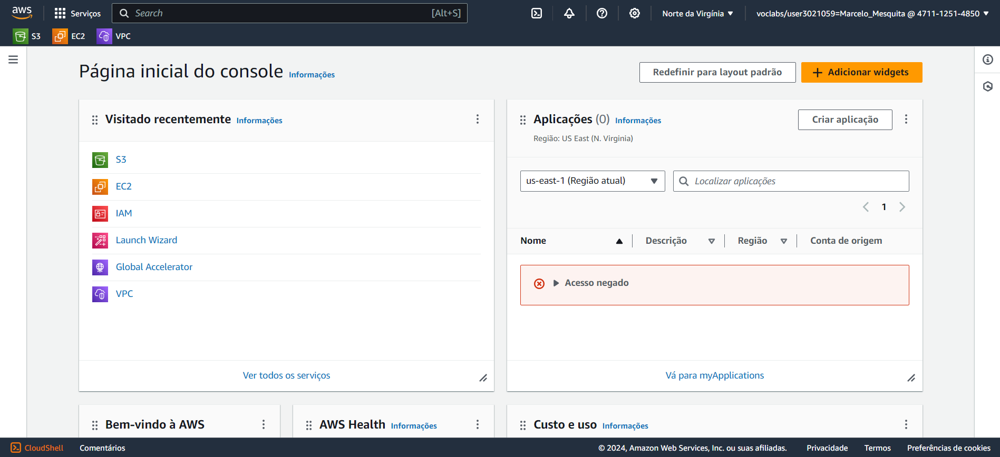 aws
Serviços
Search
[Alt+S]
Norte da Virgínia
voclabs/user3021059=Marcelo_Mesquita @ 4711-1251-4850
S3
EC2
VPC
Página inicial do console
Informações
Redefinir para layout padrão
Adicionar widgets
Visitado recentemente
Informações
S3
EC2
IAM
Launch Wizard
Global Accelerator
VPC
Ver todos os serviços
Aplicações (0)
Informações
Criar aplicação
Região: US East (N. Virginia)
us-east-1 (Região atual)
Localizar aplicações
1
Nome
Descrição
Região
Conta de origem
Acesso negado
Vá para myApplications
Bem-vindo à AWS
AWS Health
Informações
Custo e uso
Informações
CloudShell
Comentários
© 2024, Amazon Web Services, Inc. ou suas afiliadas.
Privacidade
Termos
Preferências de cookies